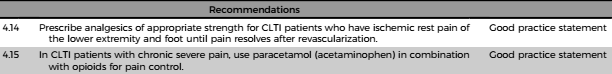 Recommendations
4.14 Prescribe analgesics of appropriate strength for CLTI patients who have ischemic rest pain of Good practice statement
the lower extremity and foot until pain resolves after revascularization.
4.15 In CLTI patients with chronic severe pain, use paracetamol (acetaminophen) in combination Good practice statement
with opioids for pain control.